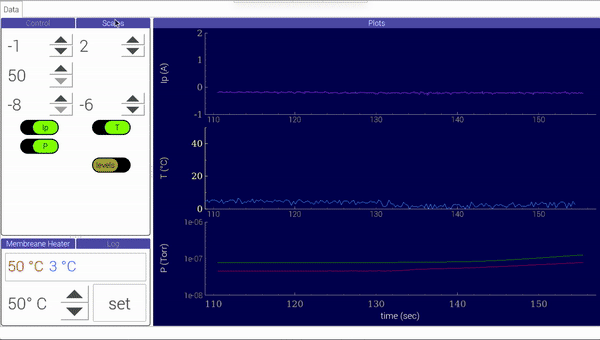 Data
Control Scales
-1 2
50
-8 -6
Ip T
P
levels
Membreane Heater Log
50 °C 3 °C
50° C set
Plots
Ip (A)
2
1
0
-1
110 120 130 140 150
T (°C)
40
20
0
110 120 130 140 150
P (Torr)
1e-06
1e-07
1e-08
110 120 130 140 150
time (sec)